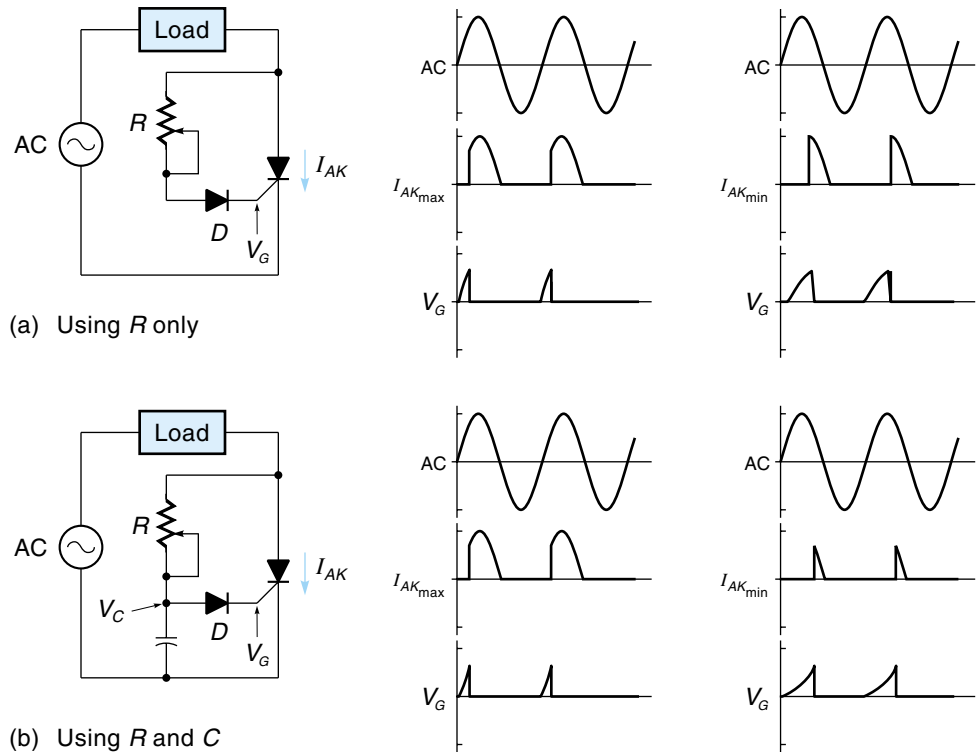 Load
AC
R
I_AK
D
V_G
(a) Using R only
AC
I_AKmax
V_G
AC
I_AKmin
V_G
Load
AC
R
I_AK
V_C
D
V_G
(b) Using R and C
AC
I_AKmax
V_G
AC
I_AKmin
V_G